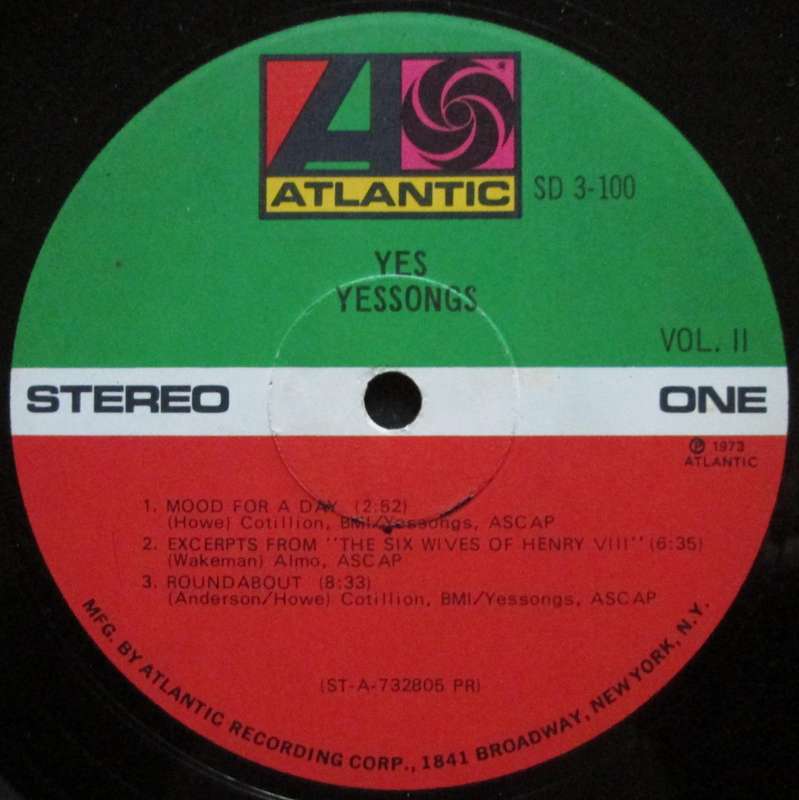 ATLANTIC
SD 3-100
YES
YESSONGS
VOL. II
STEREO
ONE
℗ 1973
ATLANTIC
1. MOOD FOR A DAY (2:52)
(Howe) Cotillion, BMI/Yessongs, ASCAP
2. EXCERPTS FROM "THE SIX WIVES OF HENRY VIII" (6:35)
(Wakeman) Almo, ASCAP
3. ROUNDABOUT (8:33)
(Anderson/Howe) Cotillion, BMI/Yessongs, ASCAP
(ST-A-732805 PR)
MFG. BY ATLANTIC RECORDING CORP., 1841 BROADWAY, NEW YORK, N.Y.